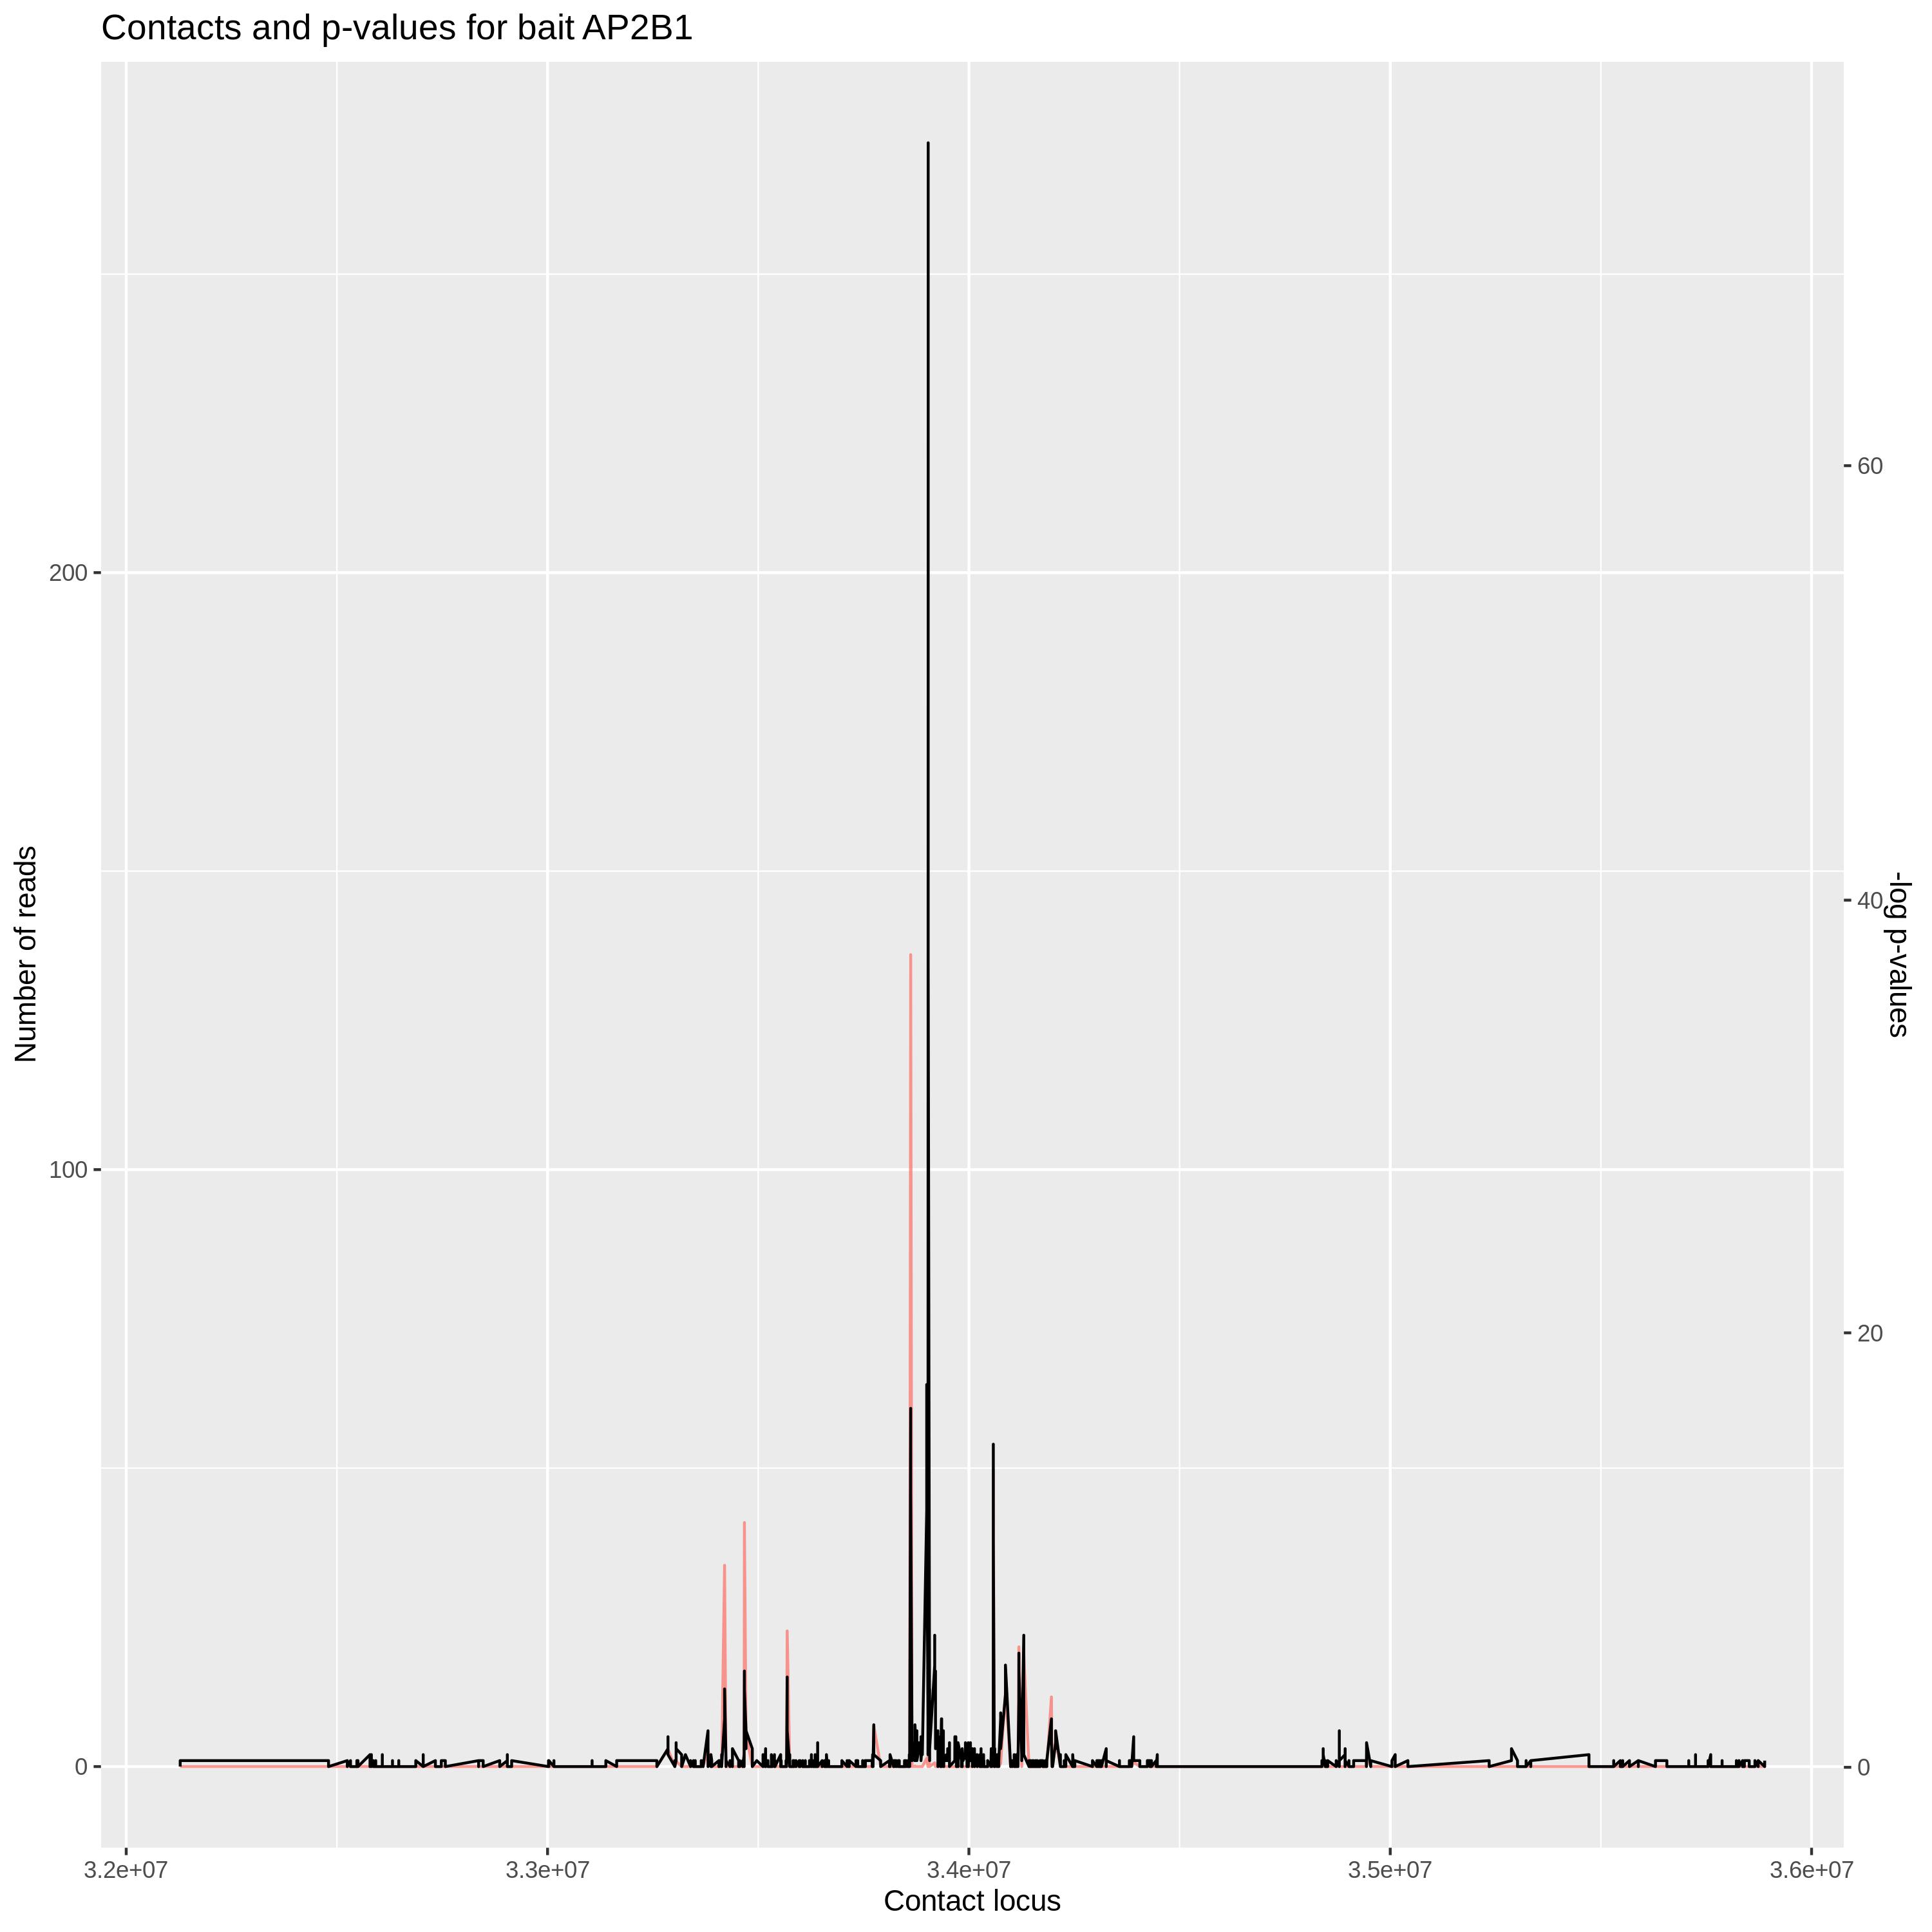 Contacts and p-values for bait AP2B1
Number of reads
200
100
0
60
40
20
0
-log p-values
3.2e+07
3.3e+07
3.4e+07
3.5e+07
3.6e+07
Contact locus